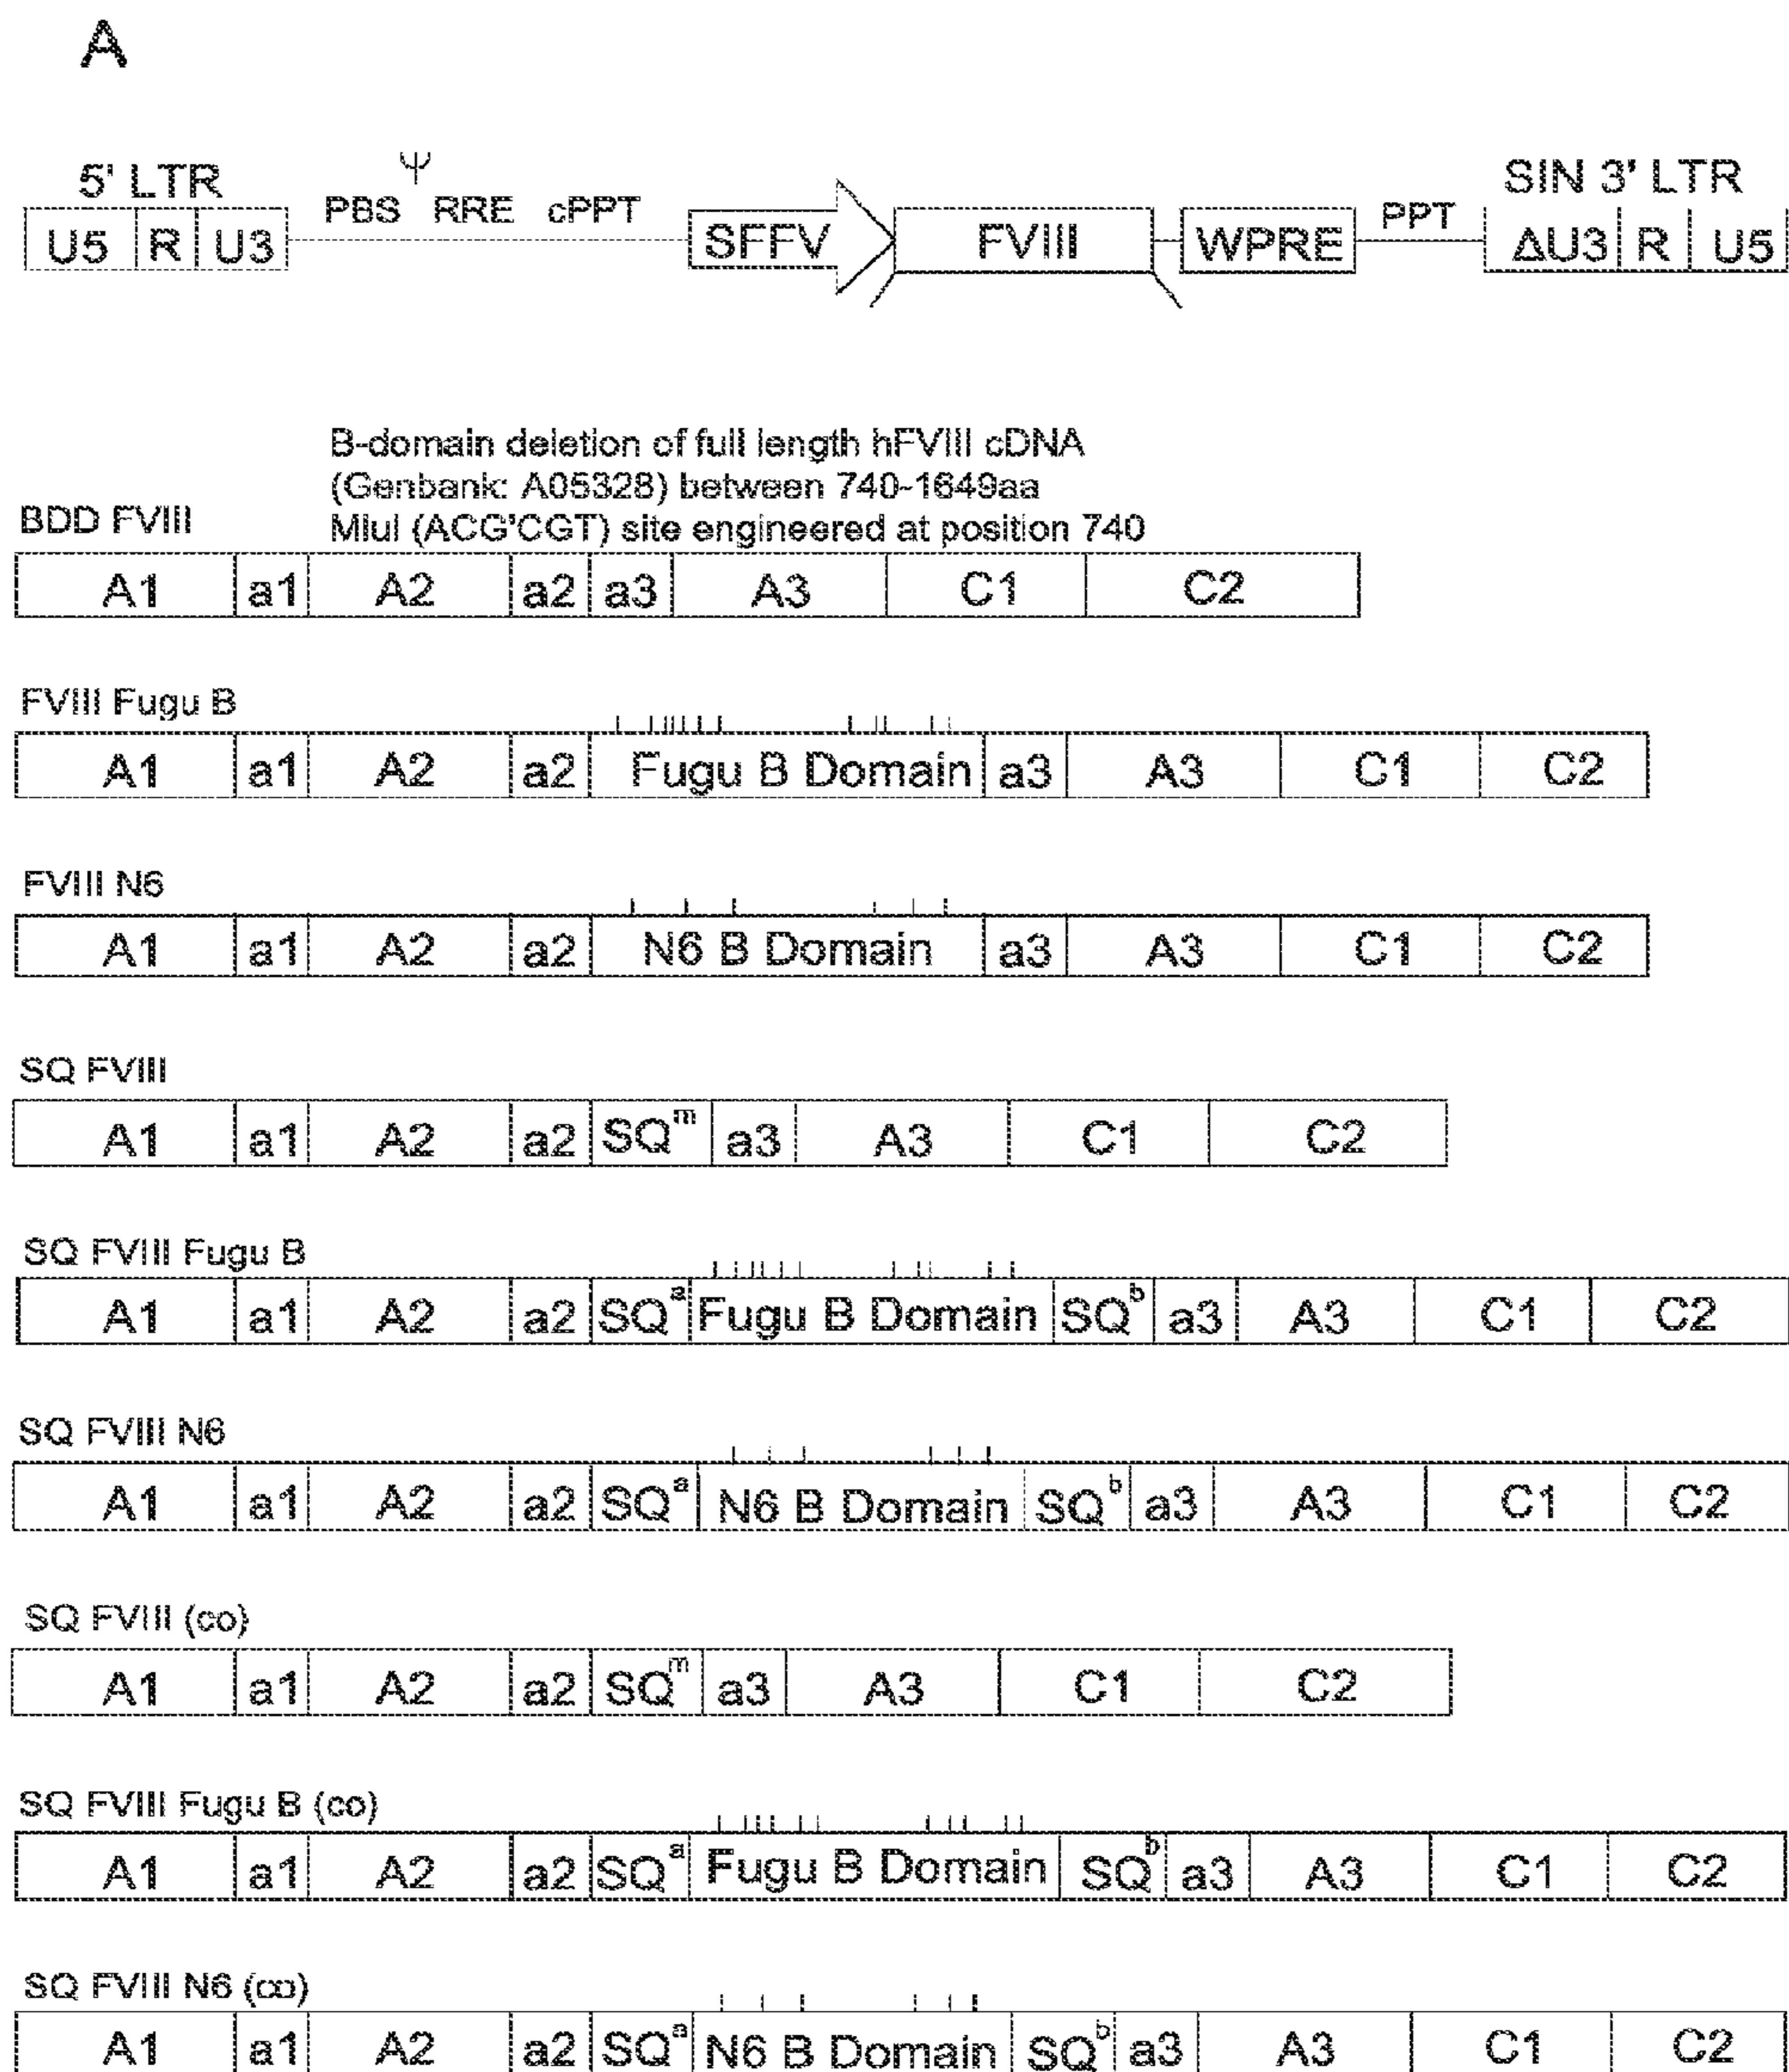 A
5' LTR
Ψ
SIN 3' LTR
PBS RRE cPPT
PPT
U5 R U3 SFFV FVIII WPRE ΔU3 R U5
B-domain deletion of full length hFVIII cDNA
(Genbank: A05328) between 740-1649aa
BDD FVIII
MluI (ACG'CGT) site engineered at position 740
A1 a1 A2 a2 a3 A3 C1 C2
FVIII Fugu B
A1 a1 A2 a2 Fugu B Domain a3 A3 C1 C2
FVIII N6
A1 a1 A2 a2 N6 B Domain a3 A3 C1 C2
SQ FVIII
A1 a1 A2 a2 SQᵐ a3 A3 C1 C2
SQ FVIII Fugu B
A1 a1 A2 a2 SQᵃ Fugu B Domain SQᵇ a3 A3 C1 C2
SQ FVIII N6
A1 a1 A2 a2 SQᵃ N6 B Domain SQᵇ a3 A3 C1 C2
SQ FVIII (co)
A1 a1 A2 a2 SQᵐ a3 A3 C1 C2
SQ FVIII Fugu B (co)
A1 a1 A2 a2 SQᵃ Fugu B Domain SQᵇ a3 A3 C1 C2
SQ FVIII N6 (co)
A1 a1 A2 a2 SQᵃ N6 B Domain SQᵇ a3 A3 C1 C2